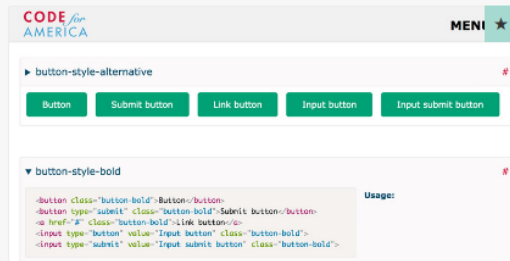 CODE for
AMERICA
MENU
button-style-alternative #
Button Submit button Link button Input button Input submit button
button-style-bold #
<button class="button-bold">Button</button>
<button type="submit" class="button-bold">Submit button</button>
<a href="#" class="button-bold">Link button</a>
<input type="button" value="Input button" class="button-bold">
<input type="submit" value="Input submit button" class="button-bold">
Usage: